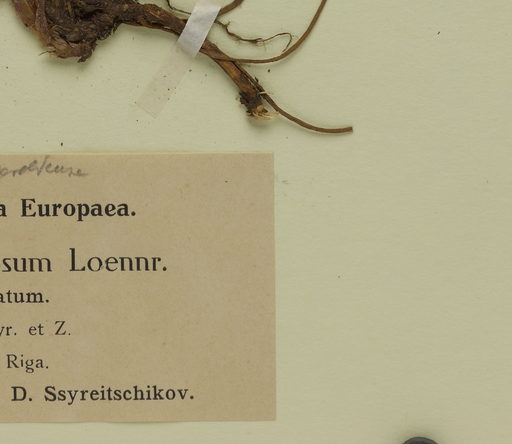 a Europaea.
sum Loennr.
atum.
yr. et Z.
Riga.
D. Ssyreitschikov.